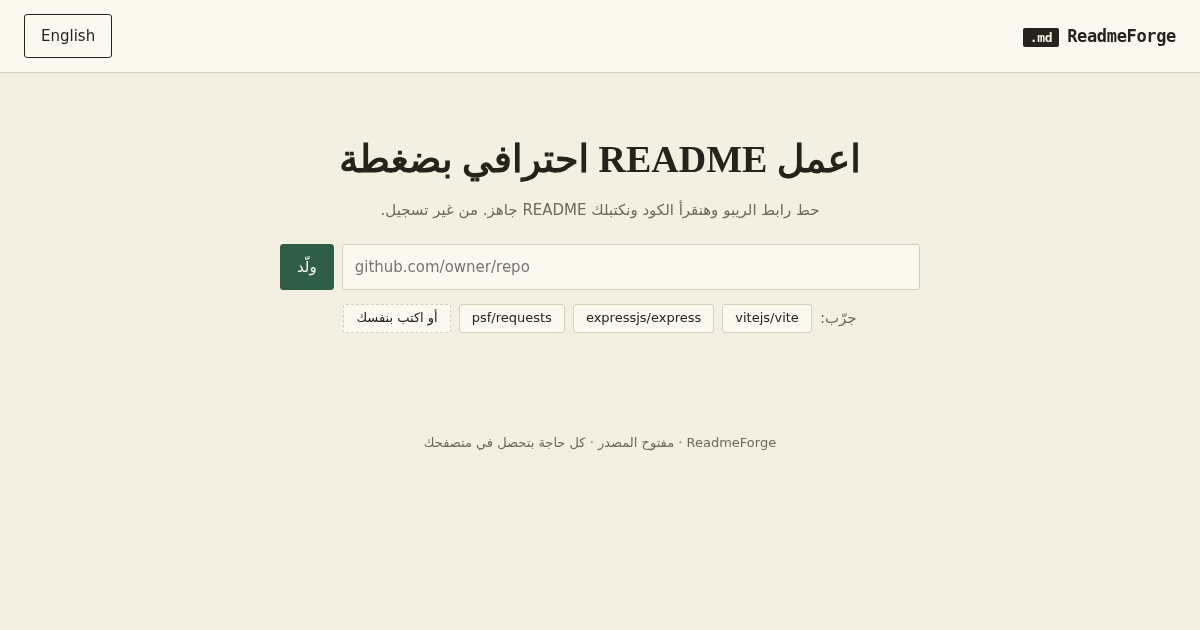 ReadmeForge .md
English
اعمل README احترافي بضغطة
حط رابط الريبو وهنقرأ الكود ونكتبلك README جاهز. من غير تسجيل.
github.com/owner/repo
ولّد
جرّب: vitejs/vite expressjs/express psf/requests أو اكتب بنفسك
ReadmeForge · مفتوح المصدر · كل حاجة بتحصل في متصفحك